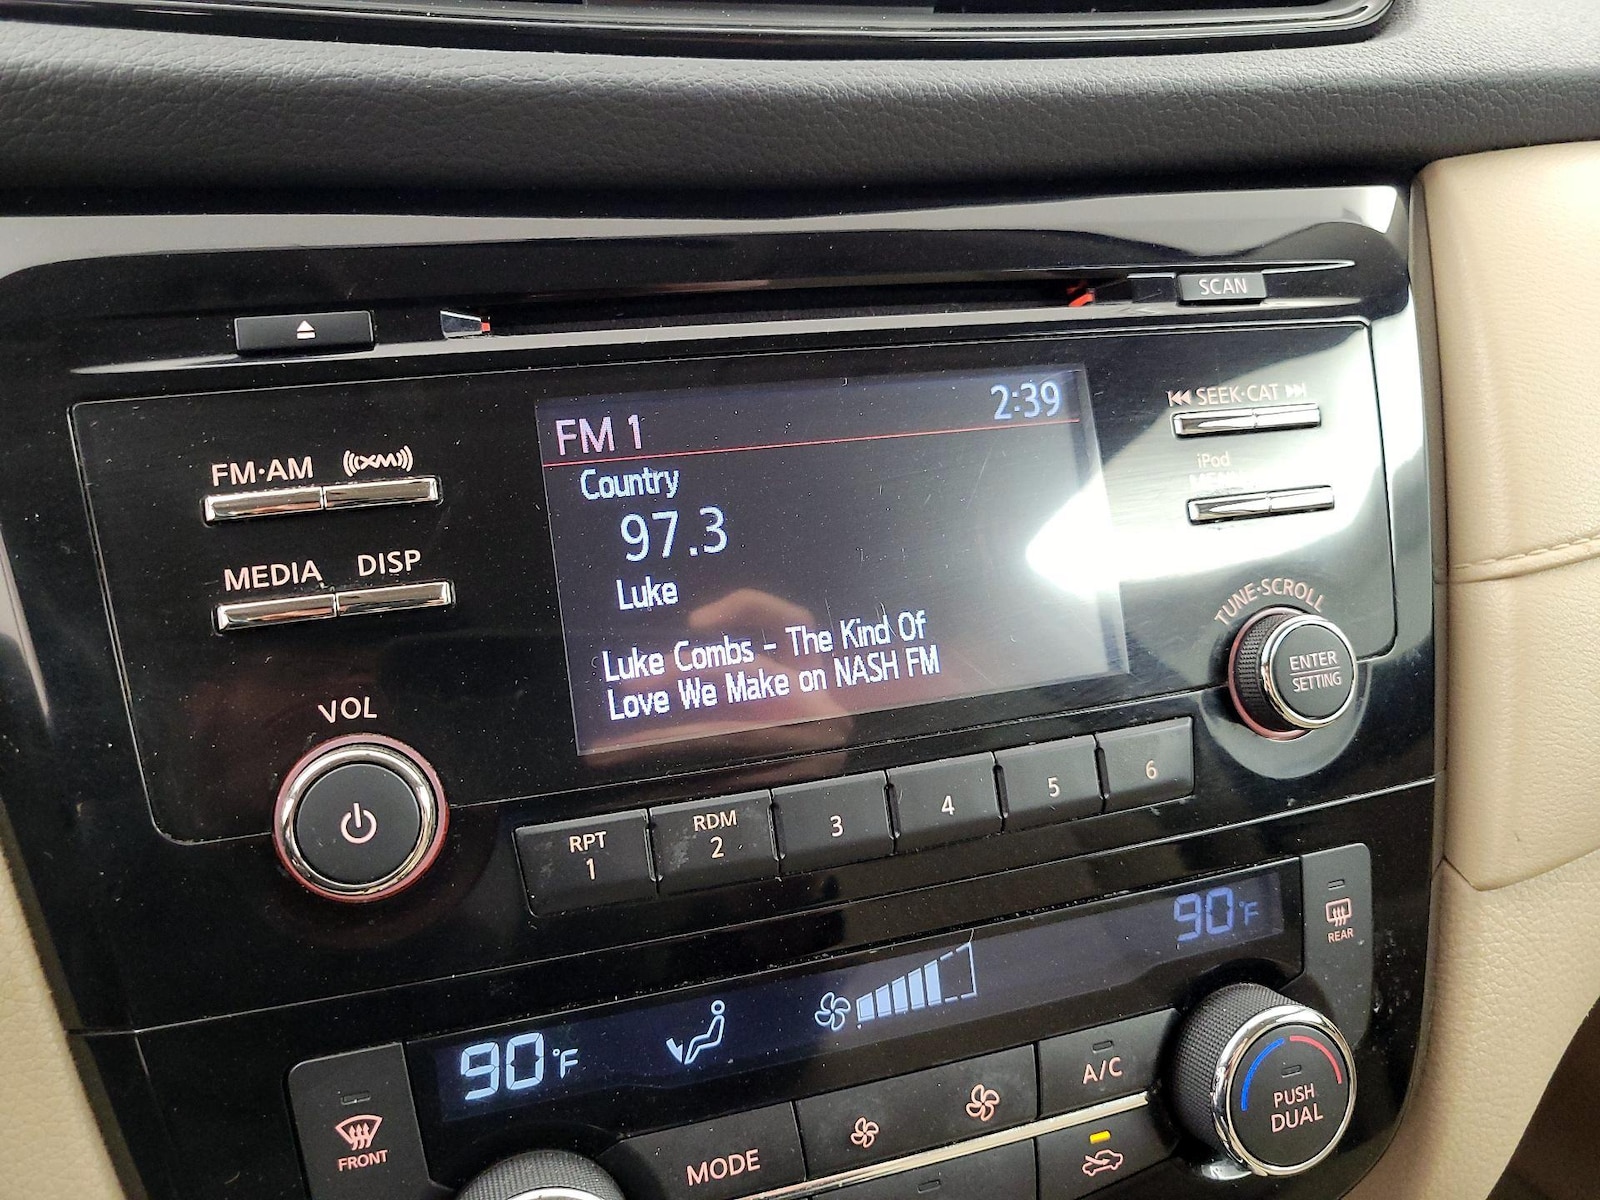 SCAN
SEEK·CAT
FM 1 2:39
FM·AM ((XM))
Country
97.3
iPod
MEDIA DISP
Luke
TUNE·SCROLL
Luke Combs - The Kind Of
Love We Make on NASH FM
ENTER
SETTING
VOL
RPT
1
RDM
2
3
4
5
6
90°F
REAR
90°F
A/C
PUSH
DUAL
FRONT
MODE